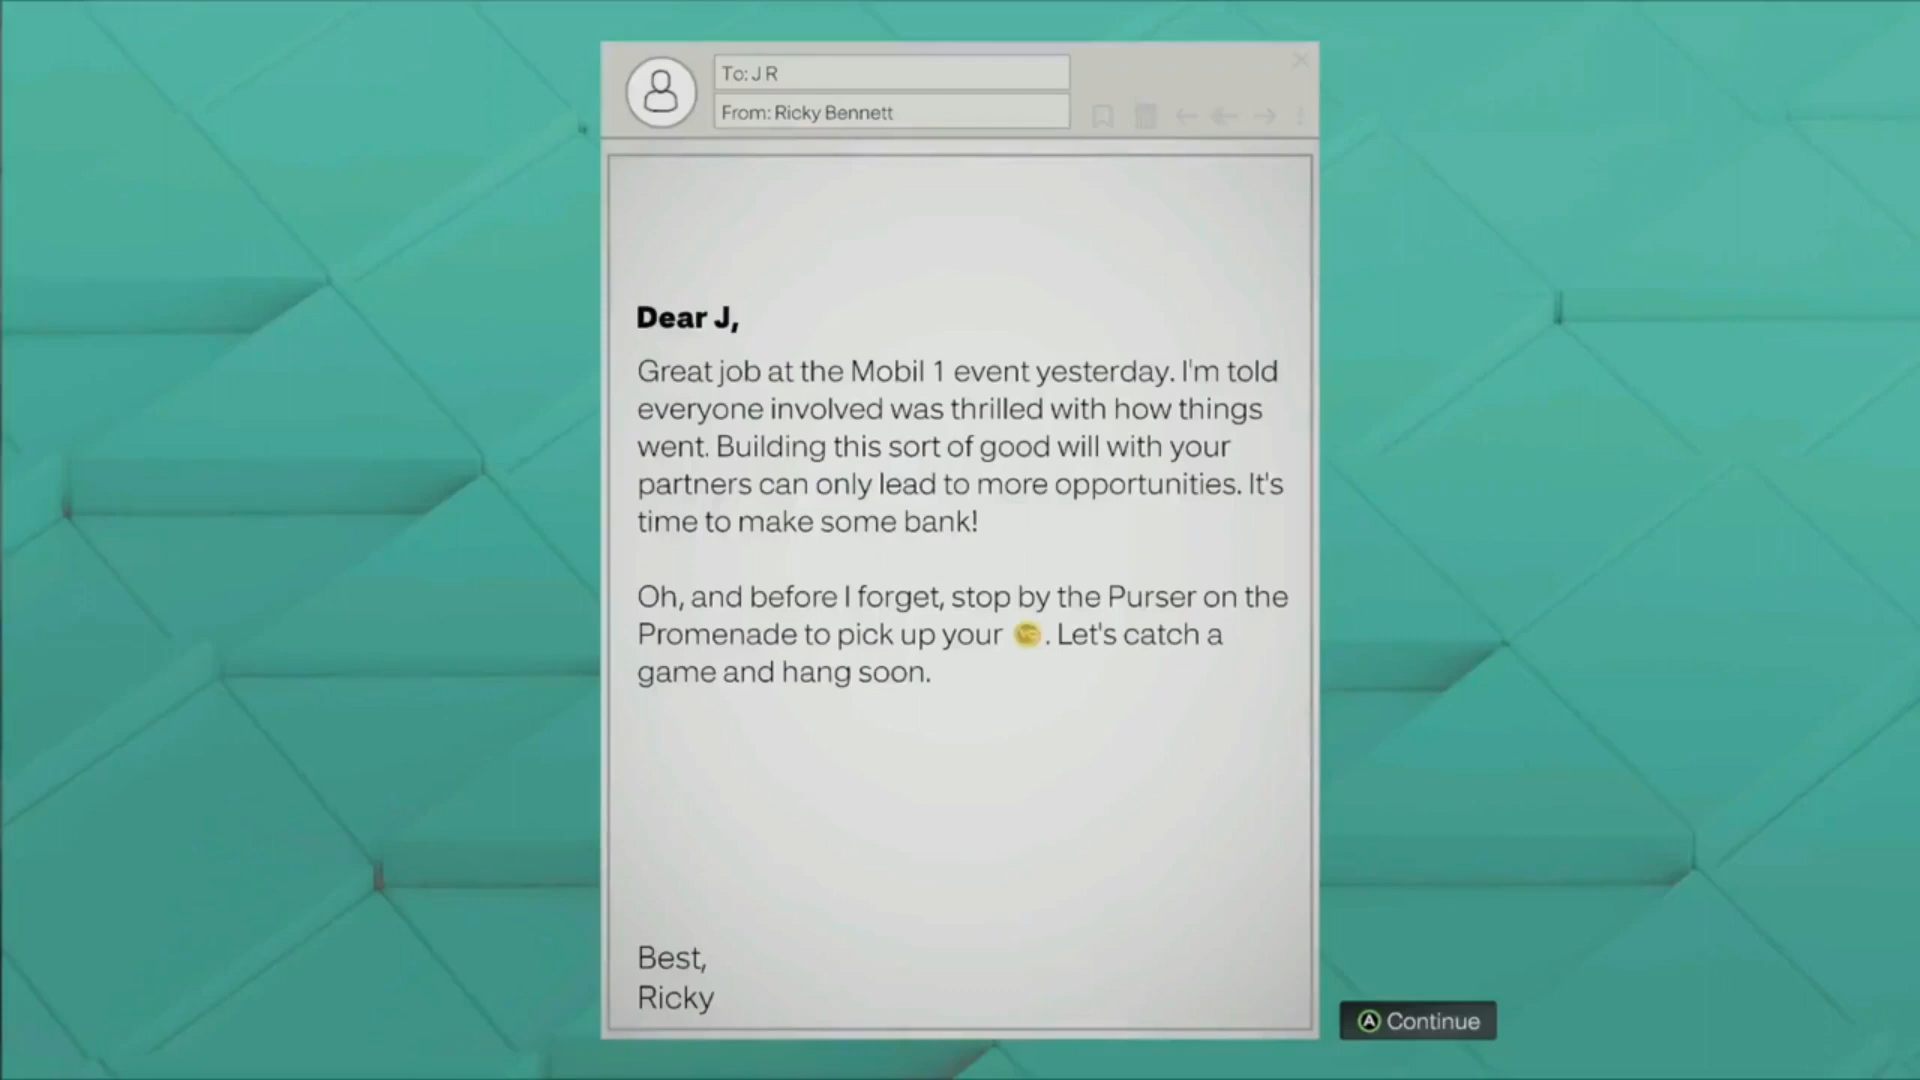 To: J R
From: Ricky Bennett
Dear J,
Great job at the Mobil 1 event yesterday. I'm told
everyone involved was thrilled with how things
went. Building this sort of good will with your
partners can only lead to more opportunities. It's
time to make some bank!
Oh, and before I forget, stop by the Purser on the
Promenade to pick up your VC. Let's catch a
game and hang soon.
Best,
Ricky
A Continue